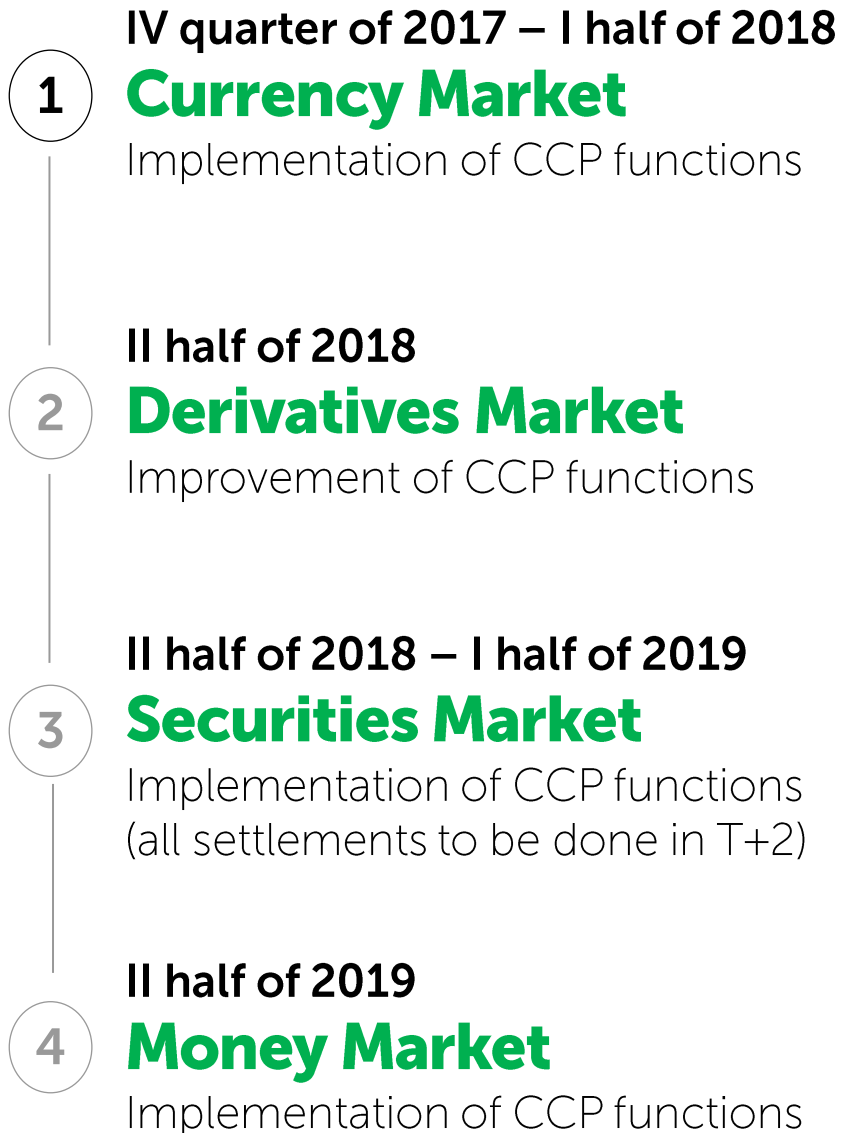 IV quarter of 2017 – I half of 2018
1
Currency Market
Implementation of CCP functions
II half of 2018
2
Derivatives Market
Improvement of CCP functions
II half of 2018 – I half of 2019
3
Securities Market
Implementation of CCP functions
(all settlements to be done in T+2)
II half of 2019
4
Money Market
Implementation of CCP functions